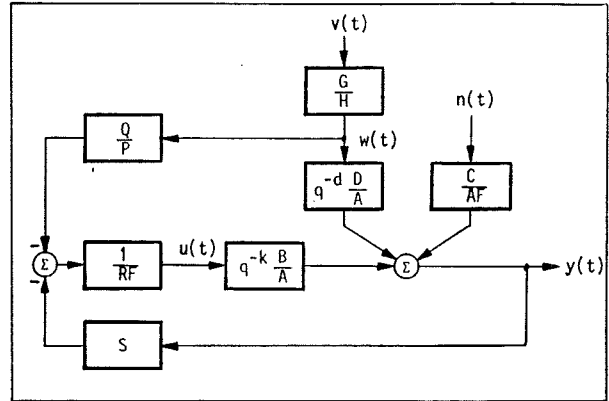 v(t)
G
H
n(t)
Q
P
w(t)
q^{-d} D
A
C
AF
−
Σ
−
1
RF
u(t)
q^{-k} B
A
Σ
y(t)
S